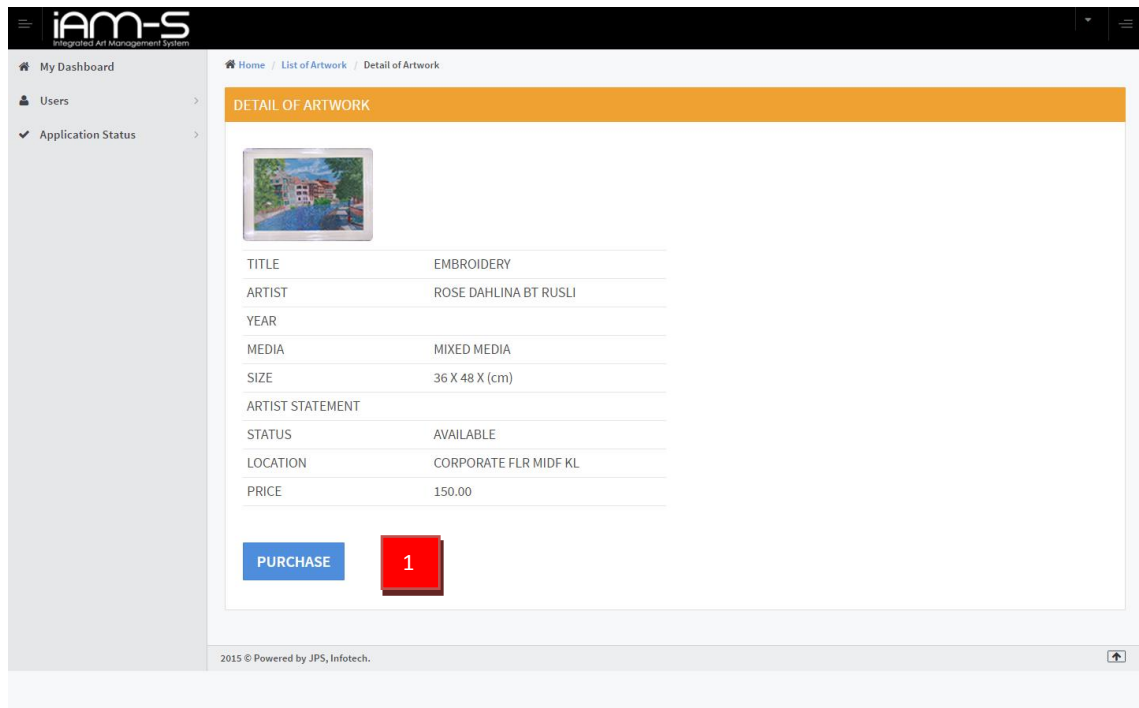 iAM-S
Integrated Art Management System
My Dashboard
Users
Application Status
Home / List of Artwork / Detail of Artwork
DETAIL OF ARTWORK
TITLE EMBROIDERY
ARTIST ROSE DAHLINA BT RUSLI
YEAR
MEDIA MIXED MEDIA
SIZE 36 X 48 X (cm)
ARTIST STATEMENT
STATUS AVAILABLE
LOCATION CORPORATE FLR MIDF KL
PRICE 150.00
PURCHASE
1
2015 © Powered by JPS, Infotech.